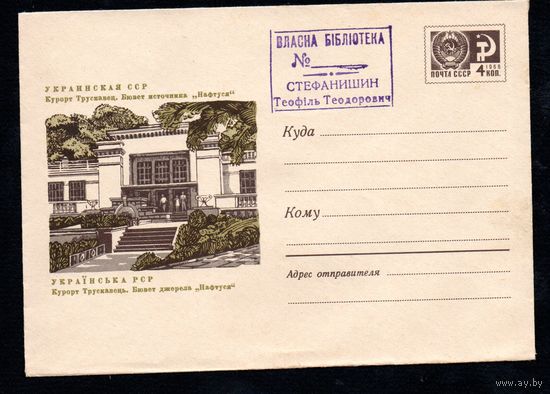 УКРАИНСКАЯ ССР
Курорт Трускавец. Бювет источника „Нафтуся“
УКРАЇНСЬКА РСР
Курорт Трускавець. Бювет джерела „Нафтуся“
ВЛАСНА БІБЛІОТЕКА
№
СТЕФАНИШИН
Теофіль Теодорович
1966
ПОЧТА СССР 4 КОП.
Куда
Кому
Адрес отправителя
© www.ay.by